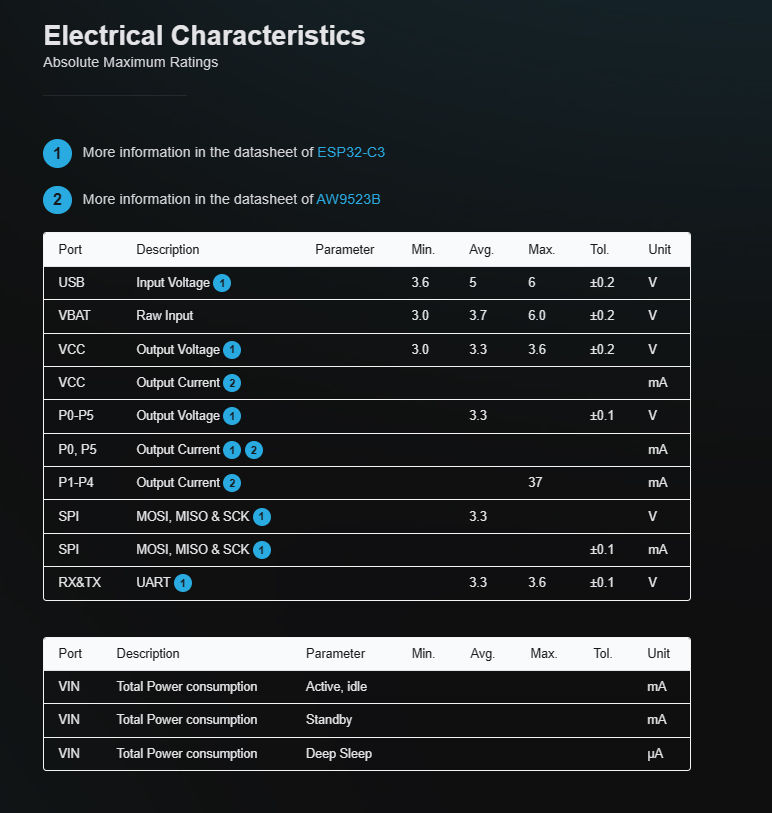 Electrical Characteristics
Absolute Maximum Ratings
1 More information in the datasheet of ESP32-C3
2 More information in the datasheet of AW9523B
Port Description Parameter Min. Avg. Max. Tol. Unit
USB Input Voltage 1 3.6 5 6 ±0.2 V
VBAT Raw Input 3.0 3.7 6.0 ±0.2 V
VCC Output Voltage 1 3.0 3.3 3.6 ±0.2 V
VCC Output Current 2 mA
P0-P5 Output Voltage 1 3.3 ±0.1 V
P0, P5 Output Current 1 2 mA
P1-P4 Output Current 2 37 mA
SPI MOSI, MISO & SCK 1 3.3 V
SPI MOSI, MISO & SCK 1 ±0.1 mA
RX&TX UART 1 3.3 3.6 ±0.1 V
Port Description Parameter Min. Avg. Max. Tol. Unit
VIN Total Power consumption Active, idle mA
VIN Total Power consumption Standby mA
VIN Total Power consumption Deep Sleep µA